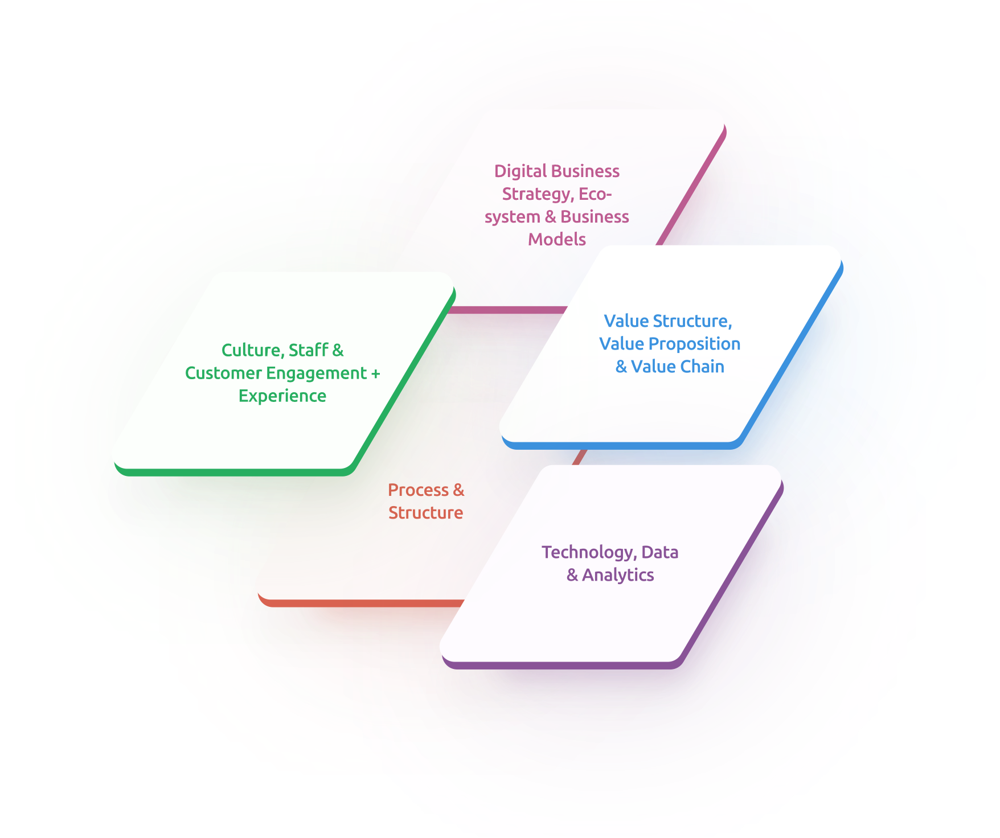 Digital Business
Strategy, Eco-
system & Business
Models
Value Structure,
Value Proposition
& Value Chain
Culture, Staff &
Customer Engagement +
Experience
Process &
Structure
Technology, Data
& Analytics